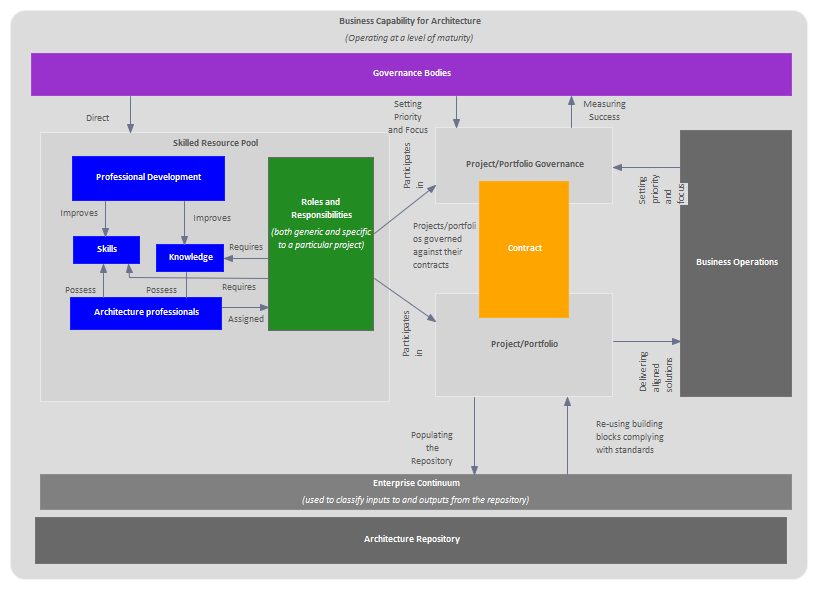 Business Capability for Architecture
(Operating at a level of maturity)
Governance Bodies
Direct
Setting
Priority
and Focus
Measuring
Success
Skilled Resource Pool
Professional Development
Improves
Improves
Skills
Knowledge
Possess
Possess
Architecture professionals
Requires
Requires
Assigned
Roles and
Responsibilities
(both generic and specific
to a particular project)
Participates
in
Participates
in
Project/Portfolio Governance
Projects/portfoli
os governed
against their
contracts
Contract
Project/Portfolio
Setting
priority
and
focus
Business Operations
Delivering
aligned
solutions
Populating
the
Repository
Re-using building
blocks complying
with standards
Enterprise Continuum
(used to classify inputs to and outputs from the repository)
Architecture Repository